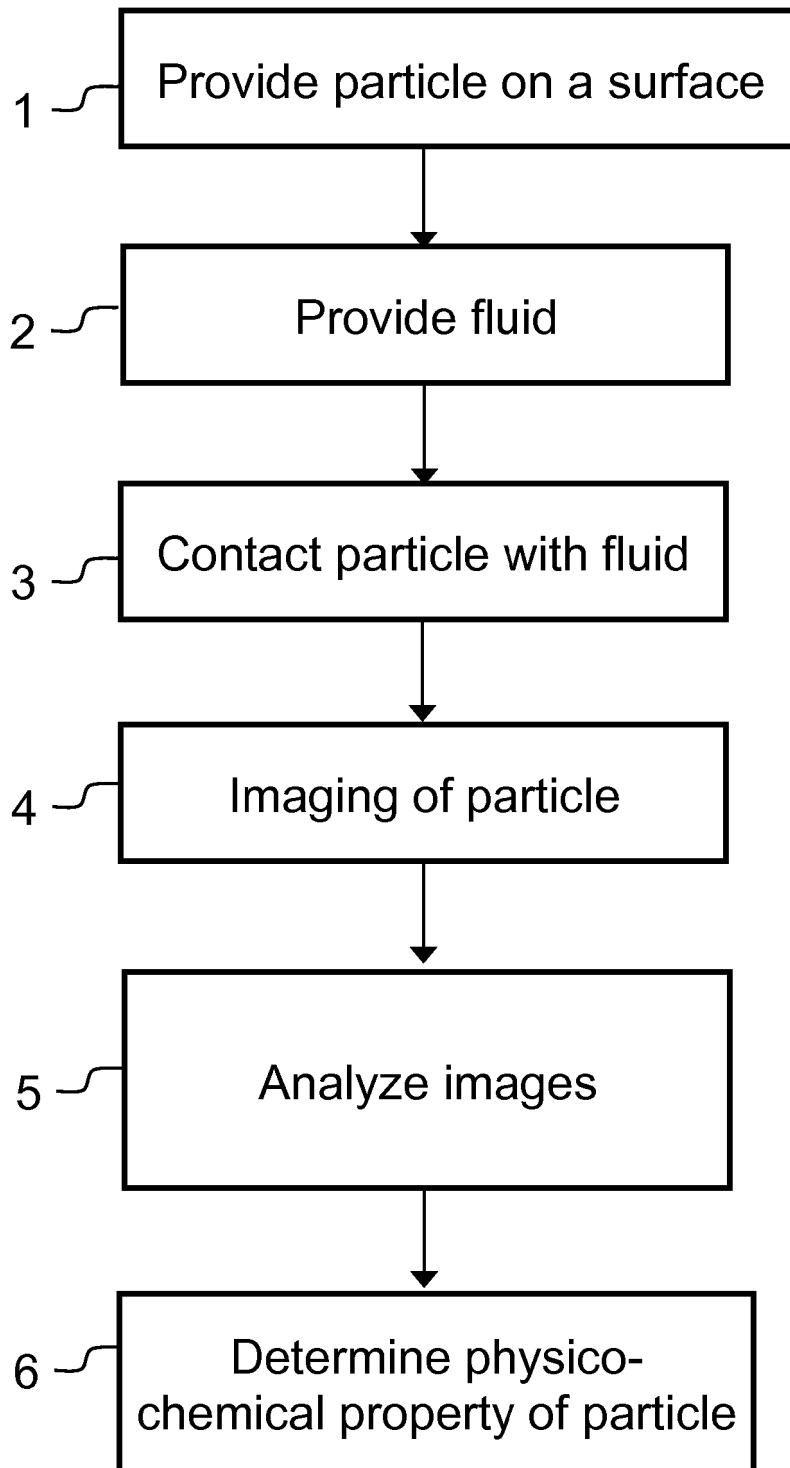 Provide particle on a surface
1
Provide fluid
2
Contact particle with fluid
3
Imaging of particle
4
Analyze images
5
Determine physico-
chemical property of particle
6